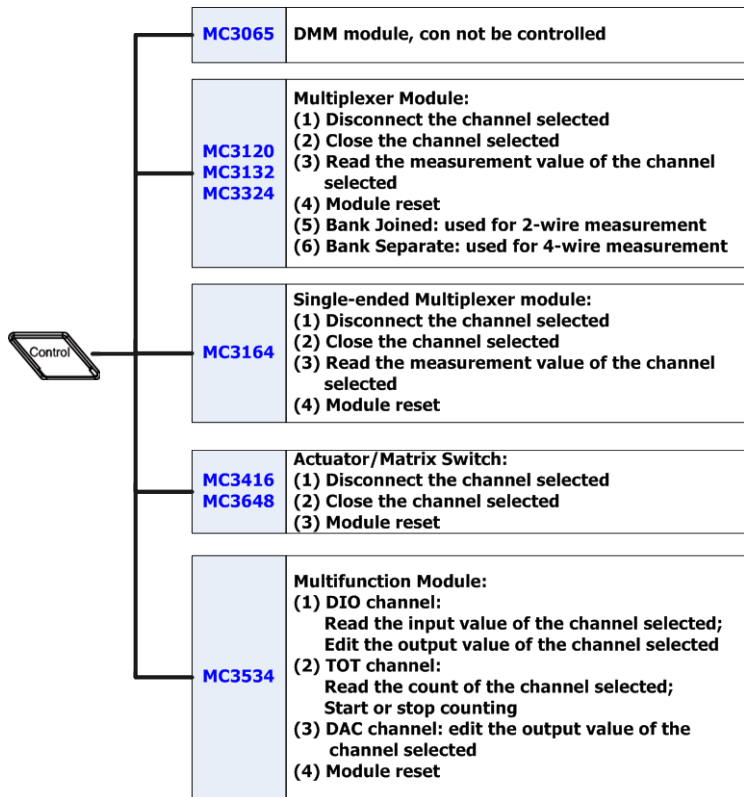 MC3065
DMM module, con not be controlled
MC3120
MC3132
MC3324
Multiplexer Module:
(1) Disconnect the channel selected
(2) Close the channel selected
(3) Read the measurement value of the channel
selected
(4) Module reset
(5) Bank Joined: used for 2-wire measurement
(6) Bank Separate: used for 4-wire measurement
Control
MC3164
Single-ended Multiplexer module:
(1) Disconnect the channel selected
(2) Close the channel selected
(3) Read the measurement value of the channel
selected
(4) Module reset
MC3416
MC3648
Actuator/Matrix Switch:
(1) Disconnect the channel selected
(2) Close the channel selected
(3) Module reset
MC3534
Multifunction Module:
(1) DIO channel:
Read the input value of the channel selected;
Edit the output value of the channel selected
(2) TOT channel:
Read the count of the channel selected;
Start or stop counting
(3) DAC channel: edit the output value of the
channel selected
(4) Module reset